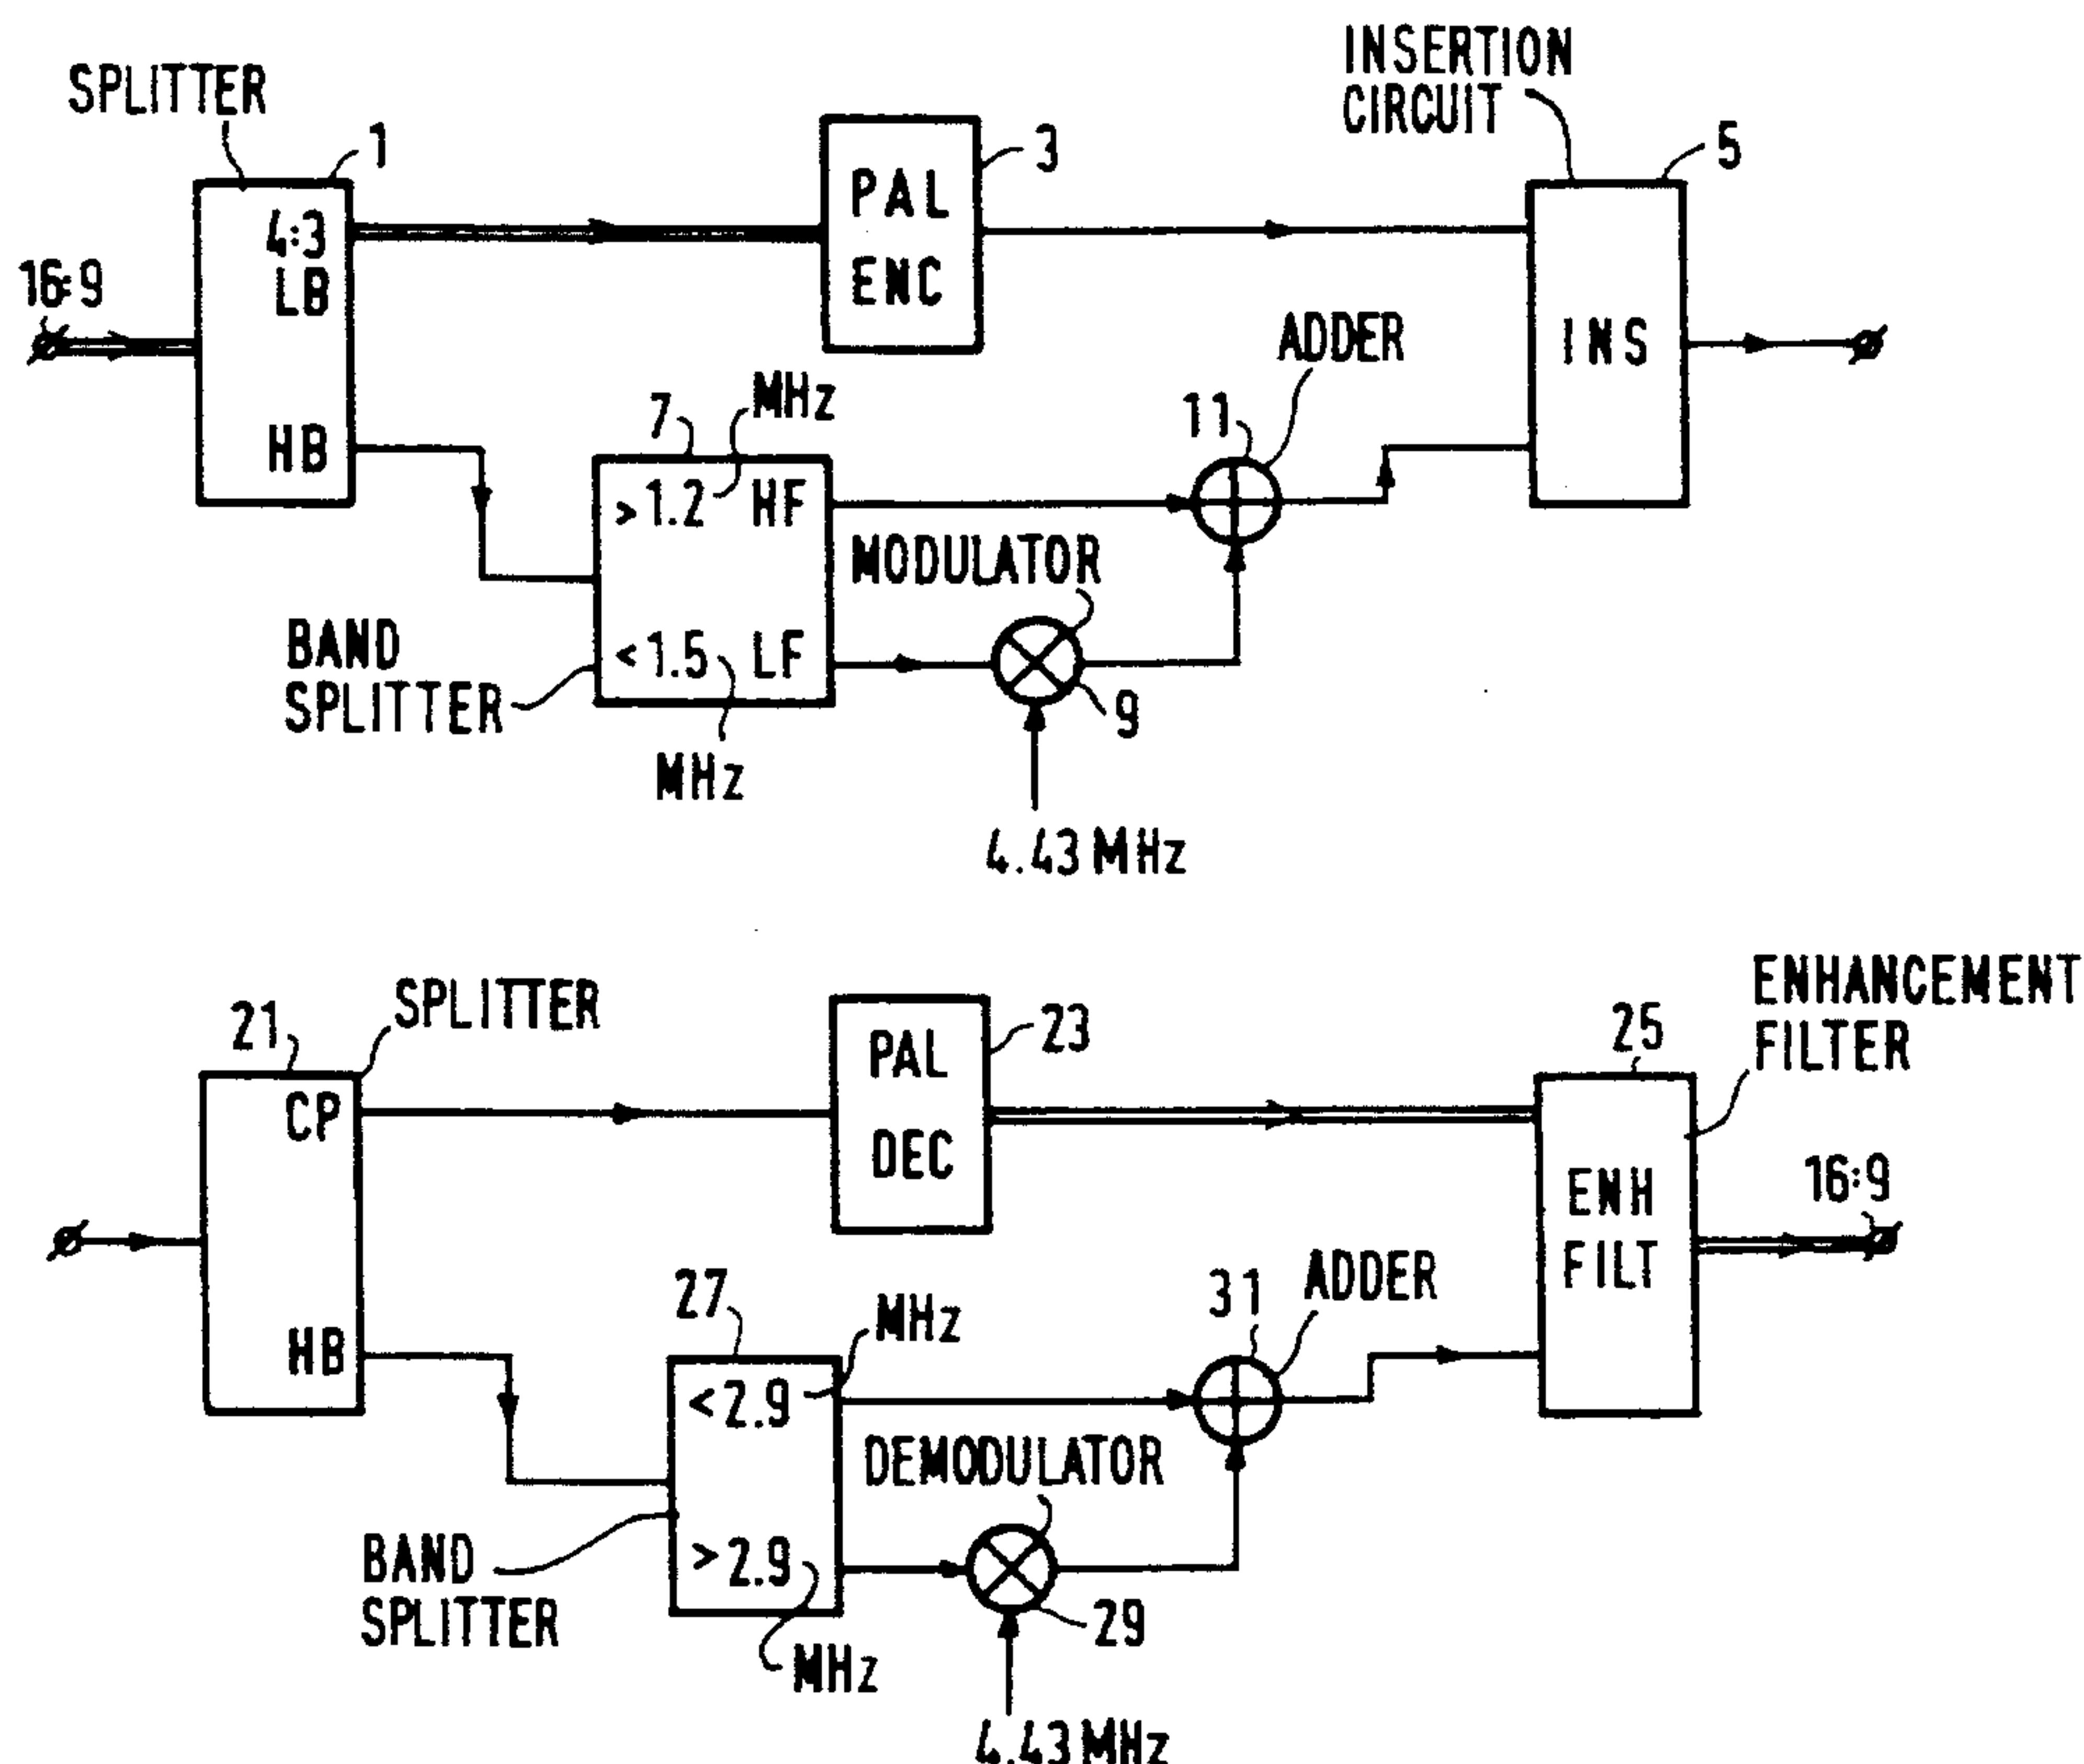 SPLITTER
1
16:9
4:3
LB
HB
PAL
ENC
3
INSERTION
CIRCUIT
5
INS
ADDER
11
7
MHz
>1.2 HF
<1.5 LF
MHz
BAND
SPLITTER
MODULATOR
9
4.43 MHz
21
SPLITTER
CP
HB
PAL
DEC
23
25
ENHANCEMENT
FILTER
ENH
FILT
16:9
27
MHz
<2.9
>2.9
MHz
BAND
SPLITTER
DEMODULATOR
29
4.43 MHz
31
ADDER